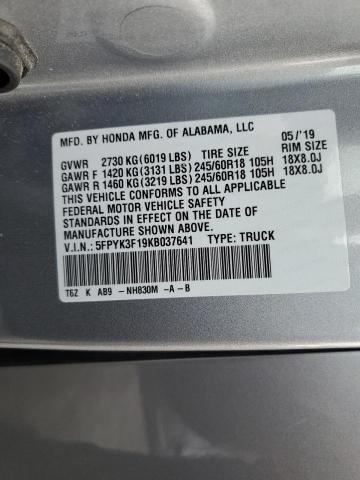 MFD. BY HONDA MFG. OF ALABAMA, LLC 05/'19
GVWR 2730 KG(6019 LBS) TIRE SIZE RIM SIZE
GAWR F 1420 KG(3131 LBS)245/60R18 105H 18X8.0J
GAWR R 1460 KG(3219 LBS)245/60R18 105H 18X8.0J
THIS VEHICLE CONFORMS TO ALL APPLICABLE
FEDERAL MOTOR VEHICLE SAFETY
STANDARDS IN EFFECT ON THE DATE OF
MANUFACTURE SHOWN ABOVE.
V.I.N.: 5FPYK3F19KB037641 TYPE: TRUCK
T6Z K AB9 -NH830M -A -B